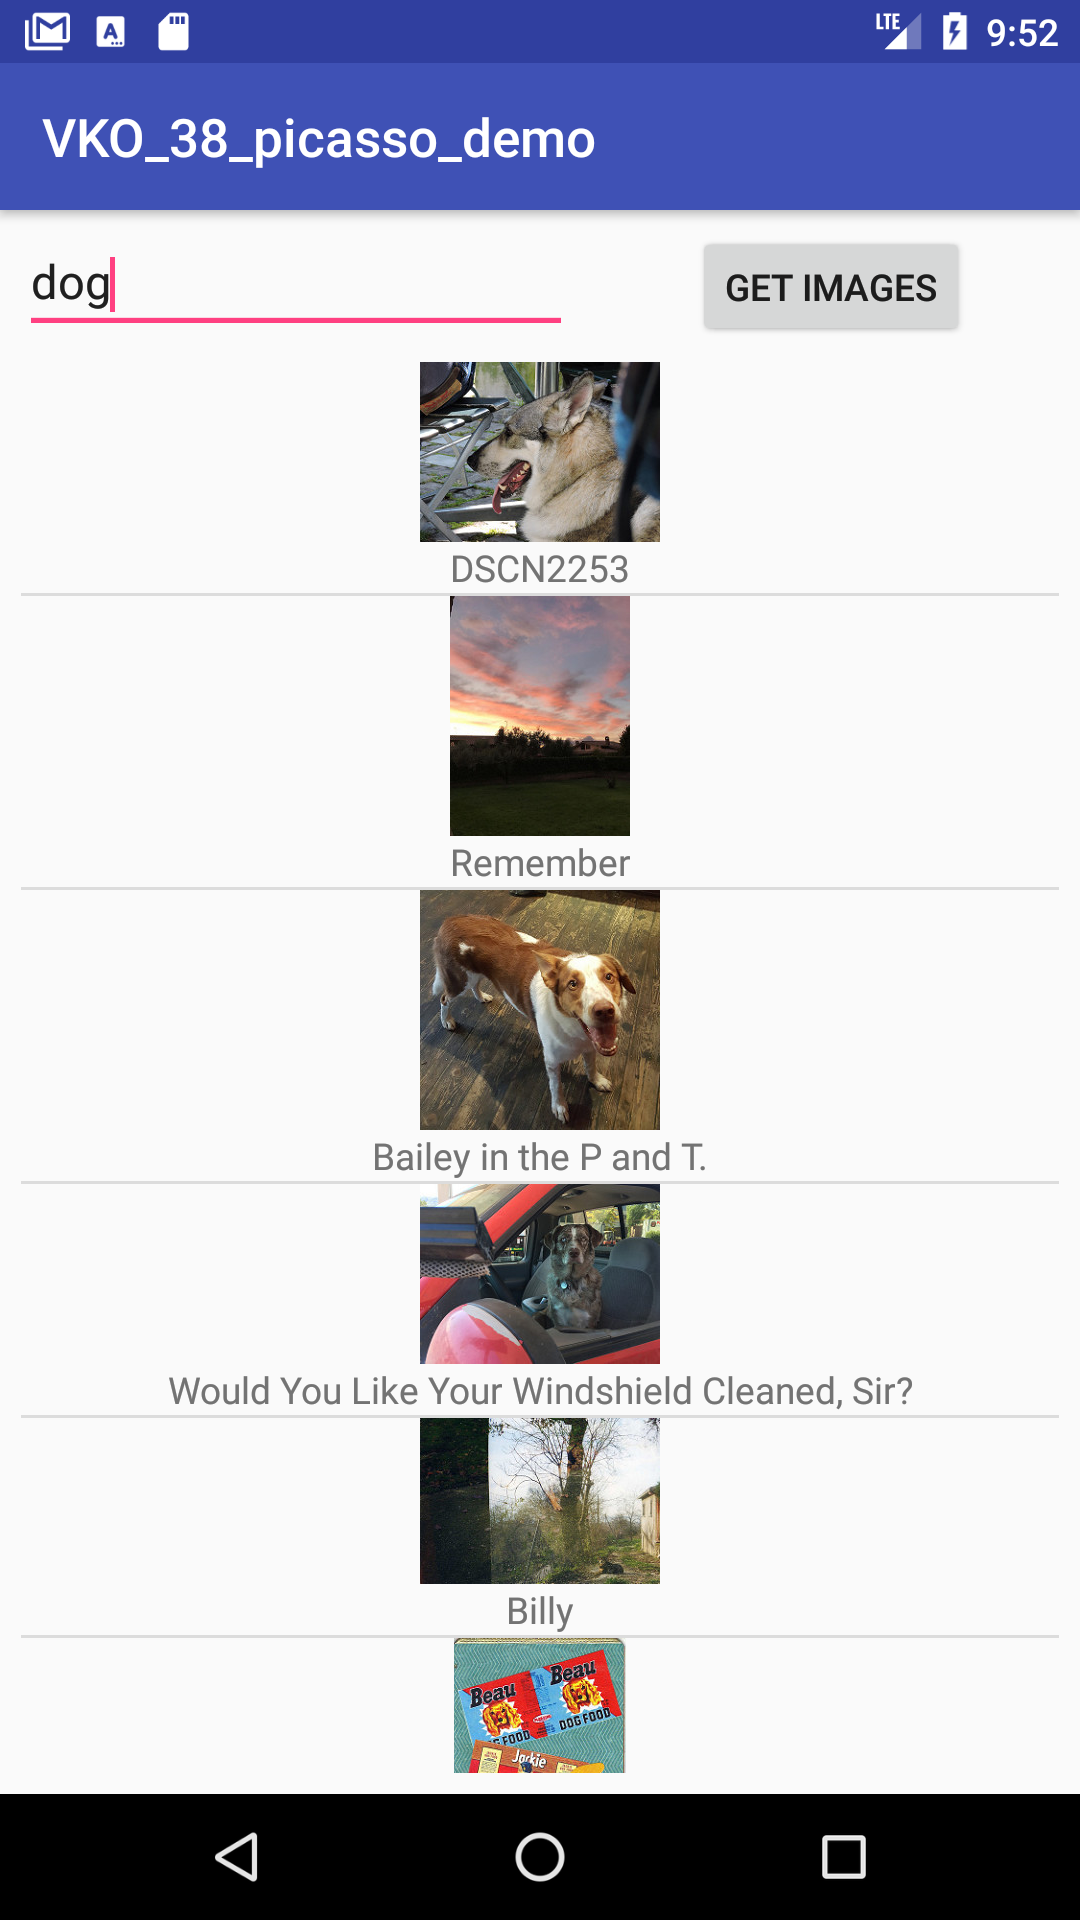 LTE 9:52
VKO_38_picasso_demo
dog
GET IMAGES
DSCN2253
Remember
Bailey in the P and T.
Would You Like Your Windshield Cleaned, Sir?
Billy
Beau Beau
FOOD DOG FOOD
Jackie